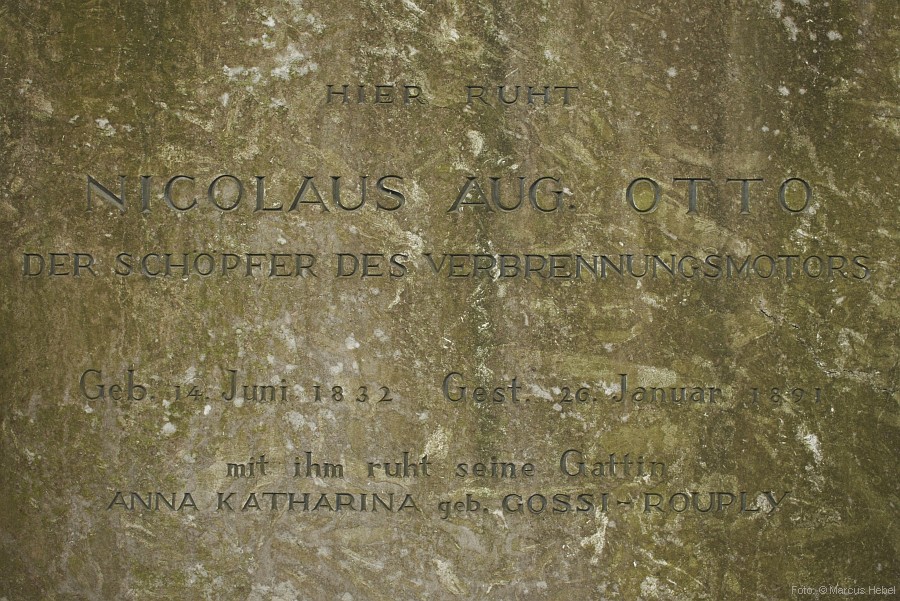 HIER RUHT
NICOLAUS AUG. OTTO
DER SCHÖPFER DES VERBRENNUNGSMOTORS
Geb. 14. Juni 1832 Gest. 26. Januar 1891
mit ihm ruht seine Gattin
ANNA KATHARINA geb. GOSSI-ROUPLY
Foto: © Marcus Hebel